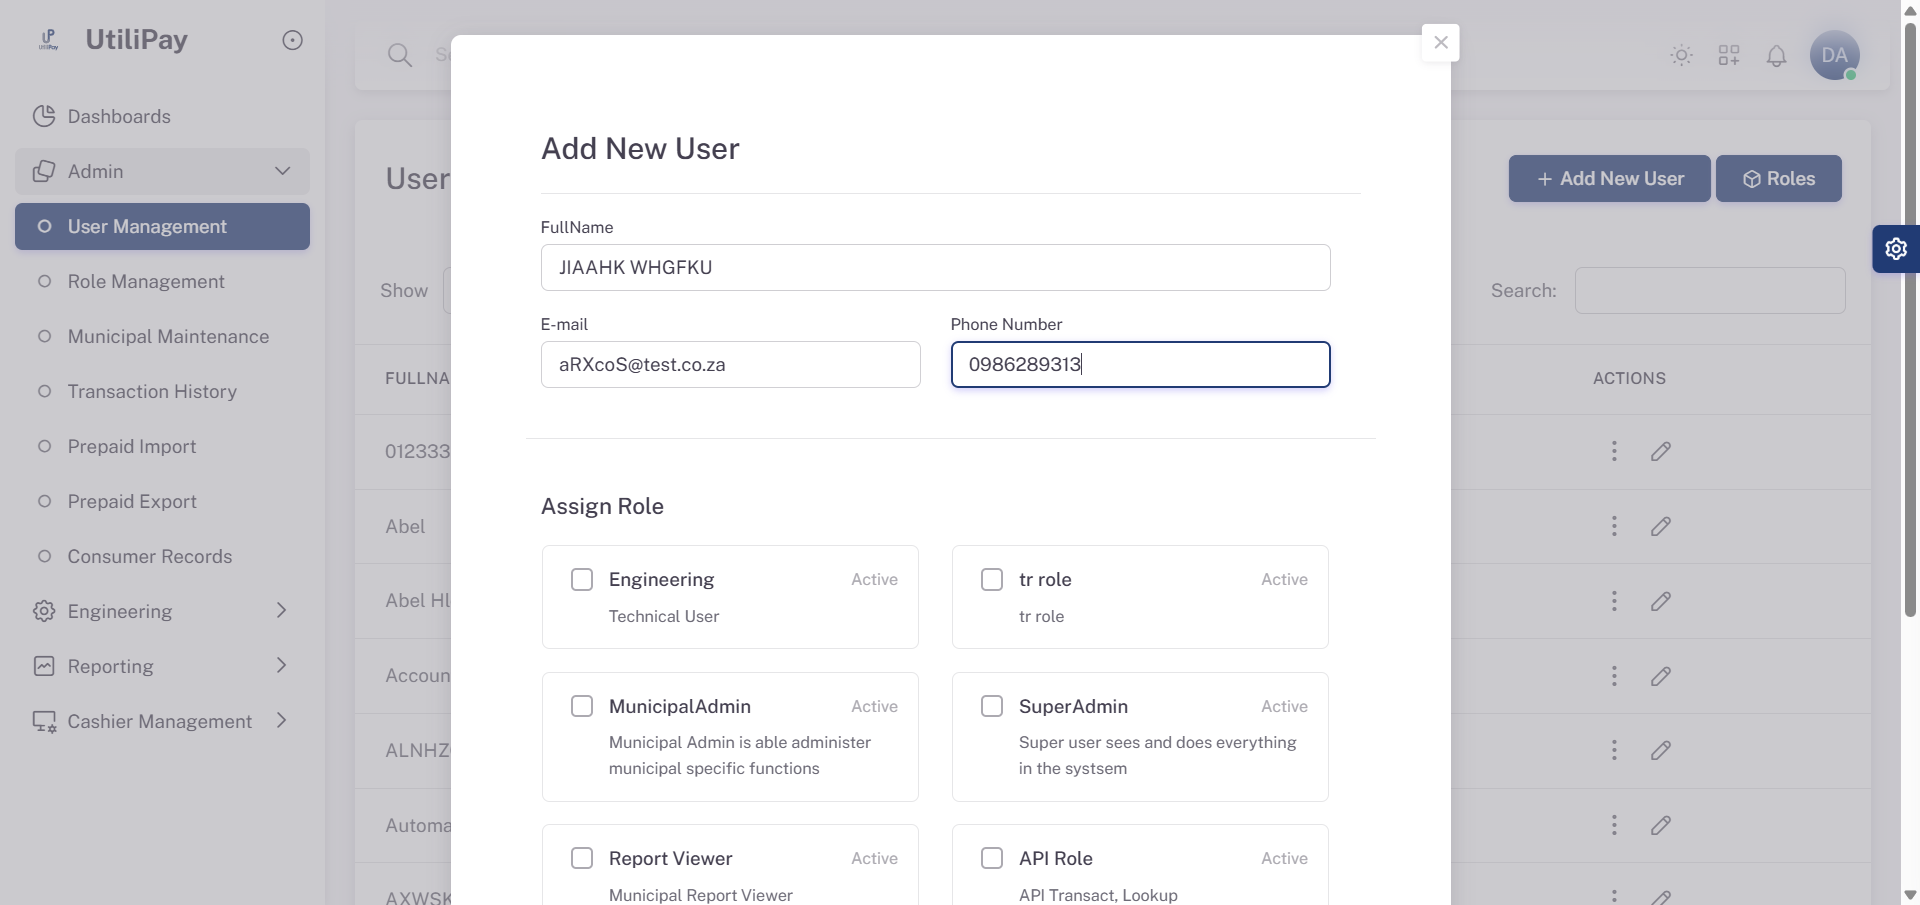 UP
UtiliPay
UtiliPay
DA
Dashboards
Admin
User Management
Role Management
Municipal Maintenance
Transaction History
Prepaid Import
Prepaid Export
Consumer Records
Engineering
Reporting
Cashier Management
User
+ Add New User
Roles
Show
Search:
FULLNA
ACTIONS
012333
Abel
Abel Hl
Accoun
ALNHZ
Automa
AXWSK
Add New User
FullName
JIAAHK WHGFKU
E-mail
Phone Number
aRXcoS@test.co.za
0986289313
Assign Role
Engineering
Active
Technical User
tr role
Active
tr role
MunicipalAdmin
Active
Municipal Admin is able administer
municipal specific functions
SuperAdmin
Active
Super user sees and does everything
in the systsem
Report Viewer
Active
Municipal Report Viewer
API Role
Active
API Transact, Lookup